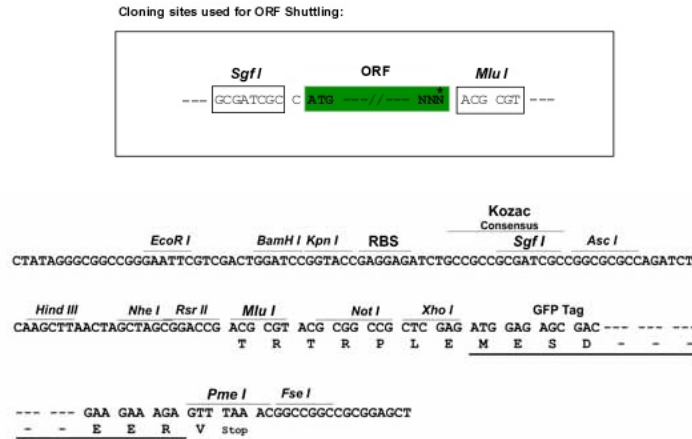 Cloning sites used for ORF Shuttling:
Sgf I ORF Mlu I
--- GCGATCGC C ATG ---//--- NNN* ACG CGT ---
Kozac
Consensus
EcoR I BamH I Kpn I RBS Sgf I Asc I
CTATAGGGCGGCCGGGAATTCGTCGACTGGATCCGGTACCGAGGAGATCTGCCGCCGCGATCGCCGGCGCGCCAGATCT
Hind III Nhe I Rsr II Mlu I Not I Xho I GFP Tag
CAAGCTTAACTAGCTAGCGGACCG ACG CGT ACG CGG CCG CTC GAG ATG GAG AGC GAC --- --- ---
T R T R P L E M E S D - - -
Pme I Fse I
--- --- GAA GAA AGA GTT TAA ACGGCCGGCCGCGGAGCT
- - E E R V Stop